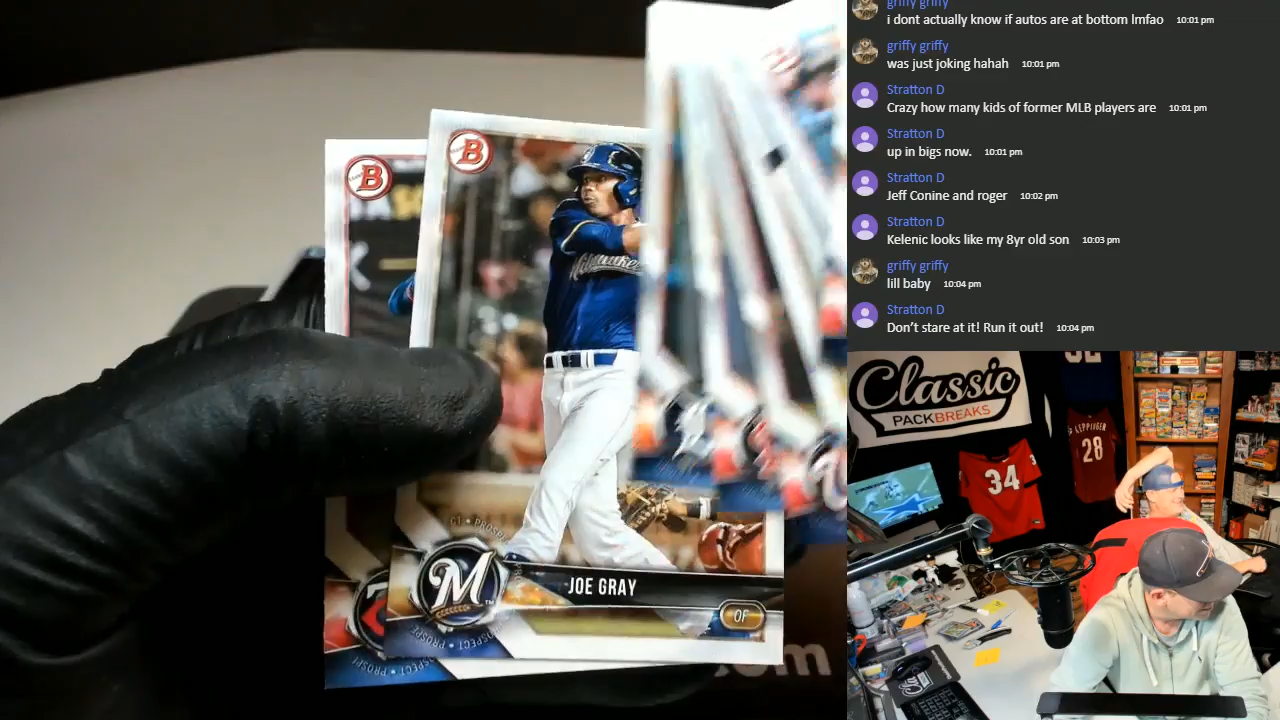 griffy griffy
i dont actually know if autos are at bottom lmfao 10:01 pm
griffy griffy
was just joking hahah 10:01 pm
Stratton D
Crazy how many kids of former MLB players are 10:01 pm
Stratton D
up in bigs now. 10:01 pm
Stratton D
Jeff Conine and roger 10:02 pm
Stratton D
Kelenic looks like my 8yr old son 10:03 pm
griffy griffy
lill baby 10:04 pm
Stratton D
Don't stare at it! Run it out! 10:04 pm
B
B
Milwaukee
M
JOE GRAY
OF
PROSPECT
om
Classic
PACKBREAKS
34
LEPPINGER
28